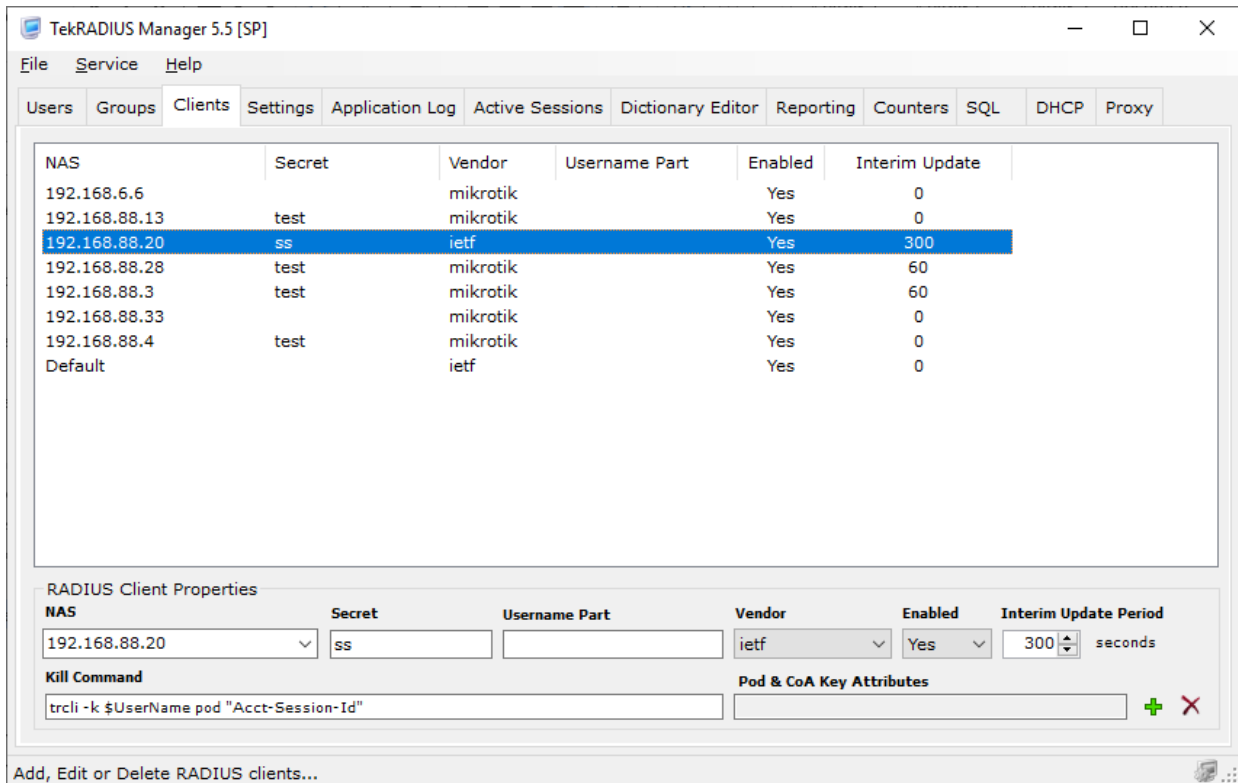 TekRADIUS Manager 5.5 [SP]
File Service Help
Users Groups Clients Settings Application Log Active Sessions Dictionary Editor Reporting Counters SQL DHCP Proxy
NAS Secret Vendor Username Part Enabled Interim Update
192.168.6.6 mikrotik Yes 0
192.168.88.13 test mikrotik Yes 0
192.168.88.20 ss ietf Yes 300
192.168.88.28 test mikrotik Yes 60
192.168.88.3 test mikrotik Yes 60
192.168.88.33 mikrotik Yes 0
192.168.88.4 test mikrotik Yes 0
Default ietf Yes 0
RADIUS Client Properties
NAS Secret Username Part Vendor Enabled Interim Update Period
192.168.88.20 ss ietf Yes 300 seconds
Kill Command Pod & CoA Key Attributes
trcli -k $UserName pod "Acct-Session-Id"
Add, Edit or Delete RADIUS clients...